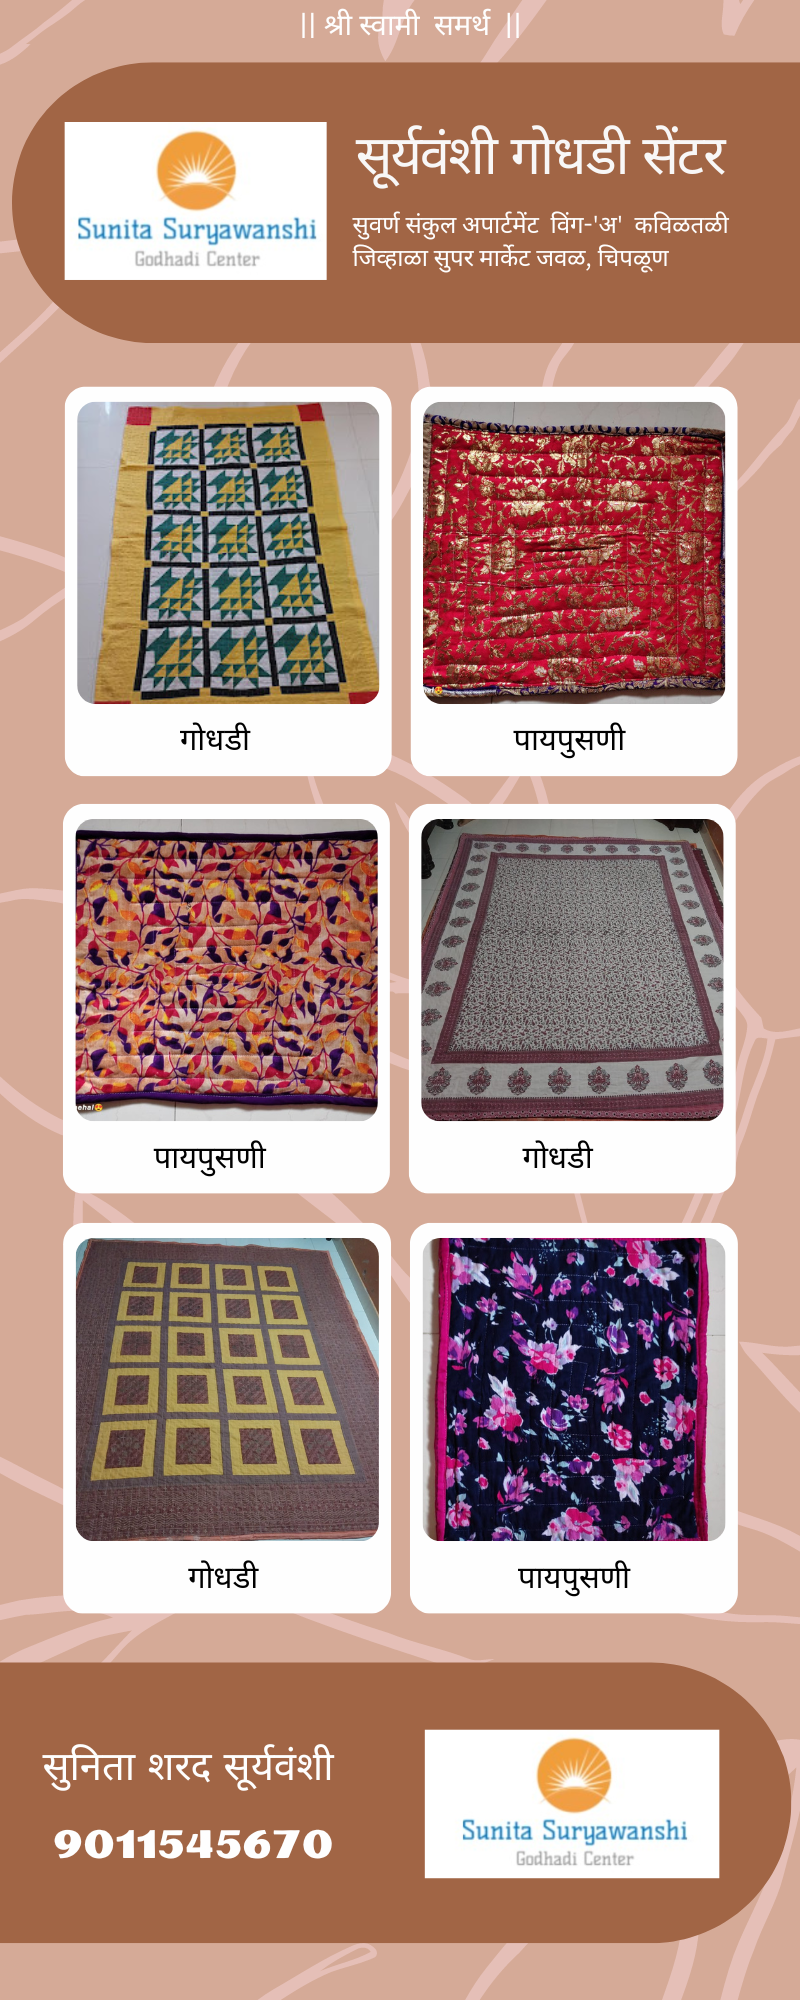 || श्री स्वामी समर्थ ||
Sunita Suryawanshi
Godhadi Center
सूर्यवंशी गोधडी सेंटर
सुवर्ण संकुल अपार्टमेंट विंग-'अ' कविळतळी
जिव्हाळा सुपर मार्केट जवळ, चिपळूण
गोधडी
पायपुसणी
पायपुसणी
गोधडी
गोधडी
पायपुसणी
सुनिता शरद सूर्यवंशी
9011545670
Sunita Suryawanshi
Godhadi Center